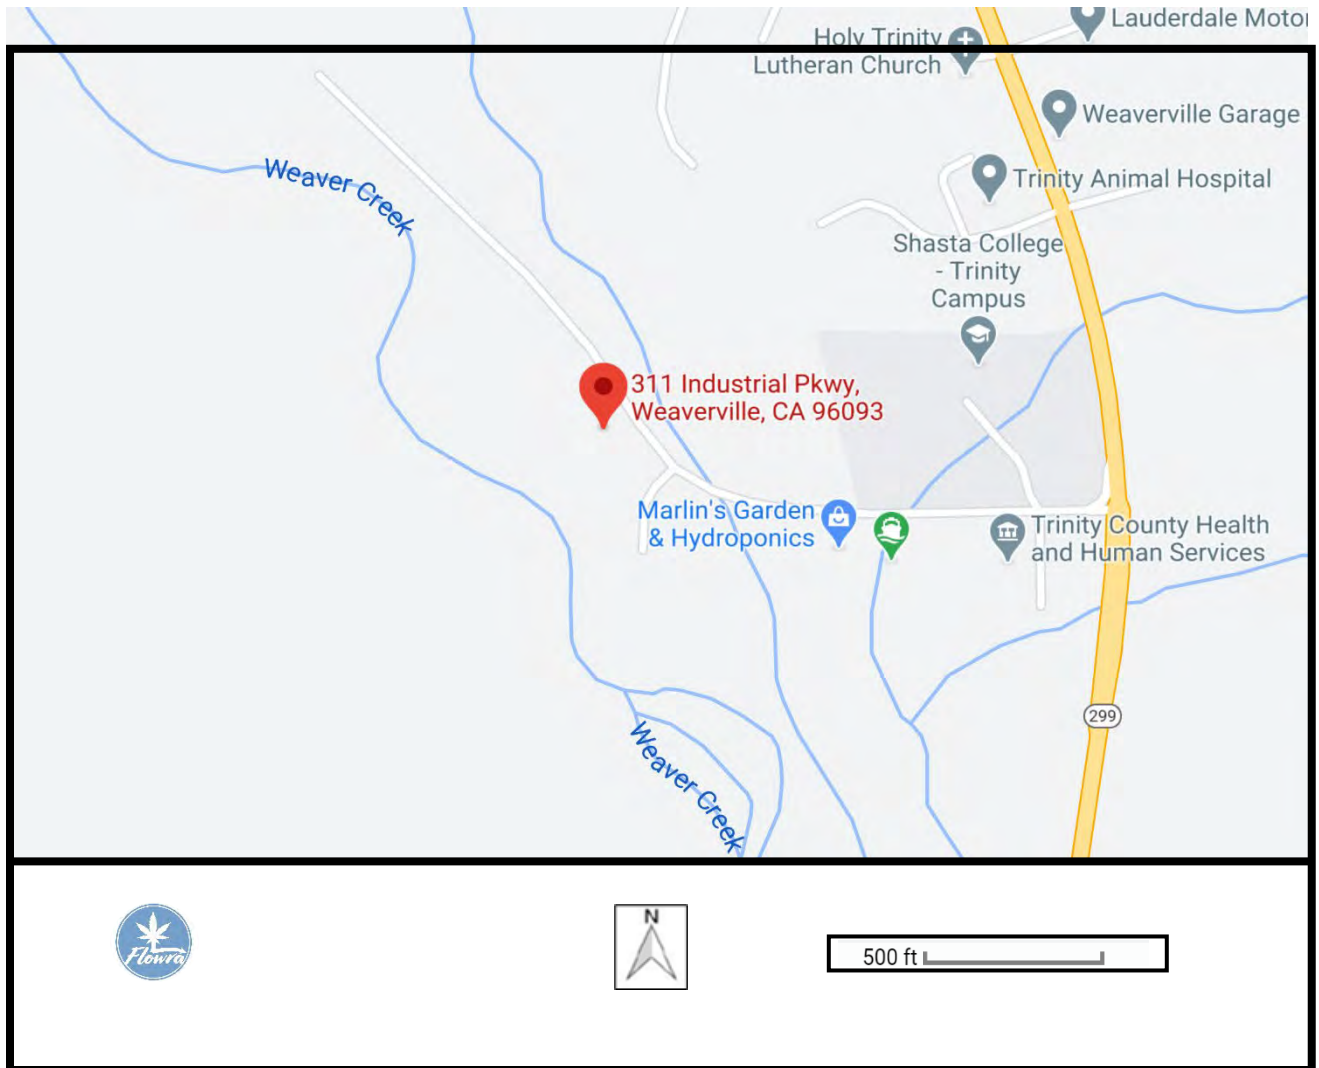 Lauderdale Motor
Holy Trinity
Lutheran Church
Weaverville Garage
Weaver Creek
Trinity Animal Hospital
Shasta College
- Trinity
Campus
311 Industrial Pkwy,
Weaverville, CA 96093
Marlin's Garden
& Hydroponics
Trinity County Health
and Human Services
299
Weaver Creek
Flowra
N
500 ft